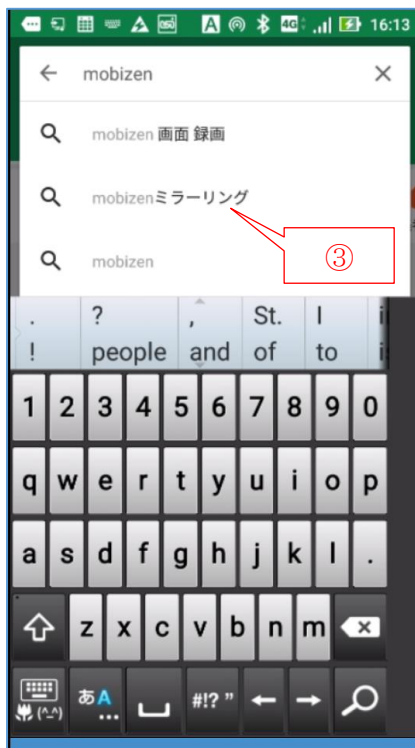 A 4G 16:13
mobizen
mobizen 画面 録画
mobizenミラーリング
③
mobizen
. ? , St. I
! people and of to
1 2 3 4 5 6 7 8 9 0
q w e r t y u i o p
a s d f g h j k l .
z x c v b n m
(^_^) あA ... #!? ”